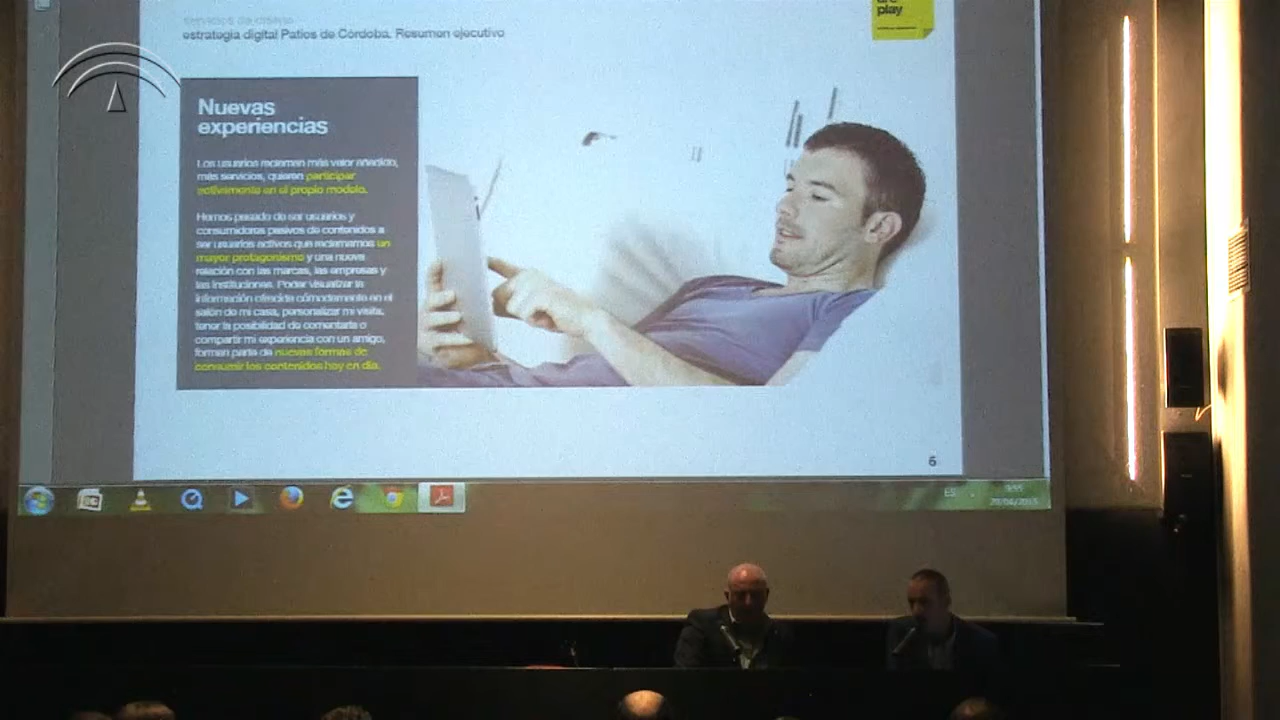 Servicios de diseño
estrategia digital Patios de Córdoba. Resumen ejecutivo
play
Nuevas
experiencias
Los usuarios reclaman más valor añadido,
más servicios, quieren participar
activamente en el propio modelo.
Hemos pasado de ser usuarios y
consumidores pasivos de contenidos a
ser usuarios activos que reclamamos un
mayor protagonismo y una nueva
relación con las marcas, las empresas y
las instituciones. Poder visualizar la
información ofrecida cómodamente en el
salón de mi casa, personalizar mi visita,
tener la posibilidad de comentarla o
compartir mi experiencia con un amigo,
forman parte de nuevas formas de
consumir los contenidos hoy en día.
6
ES